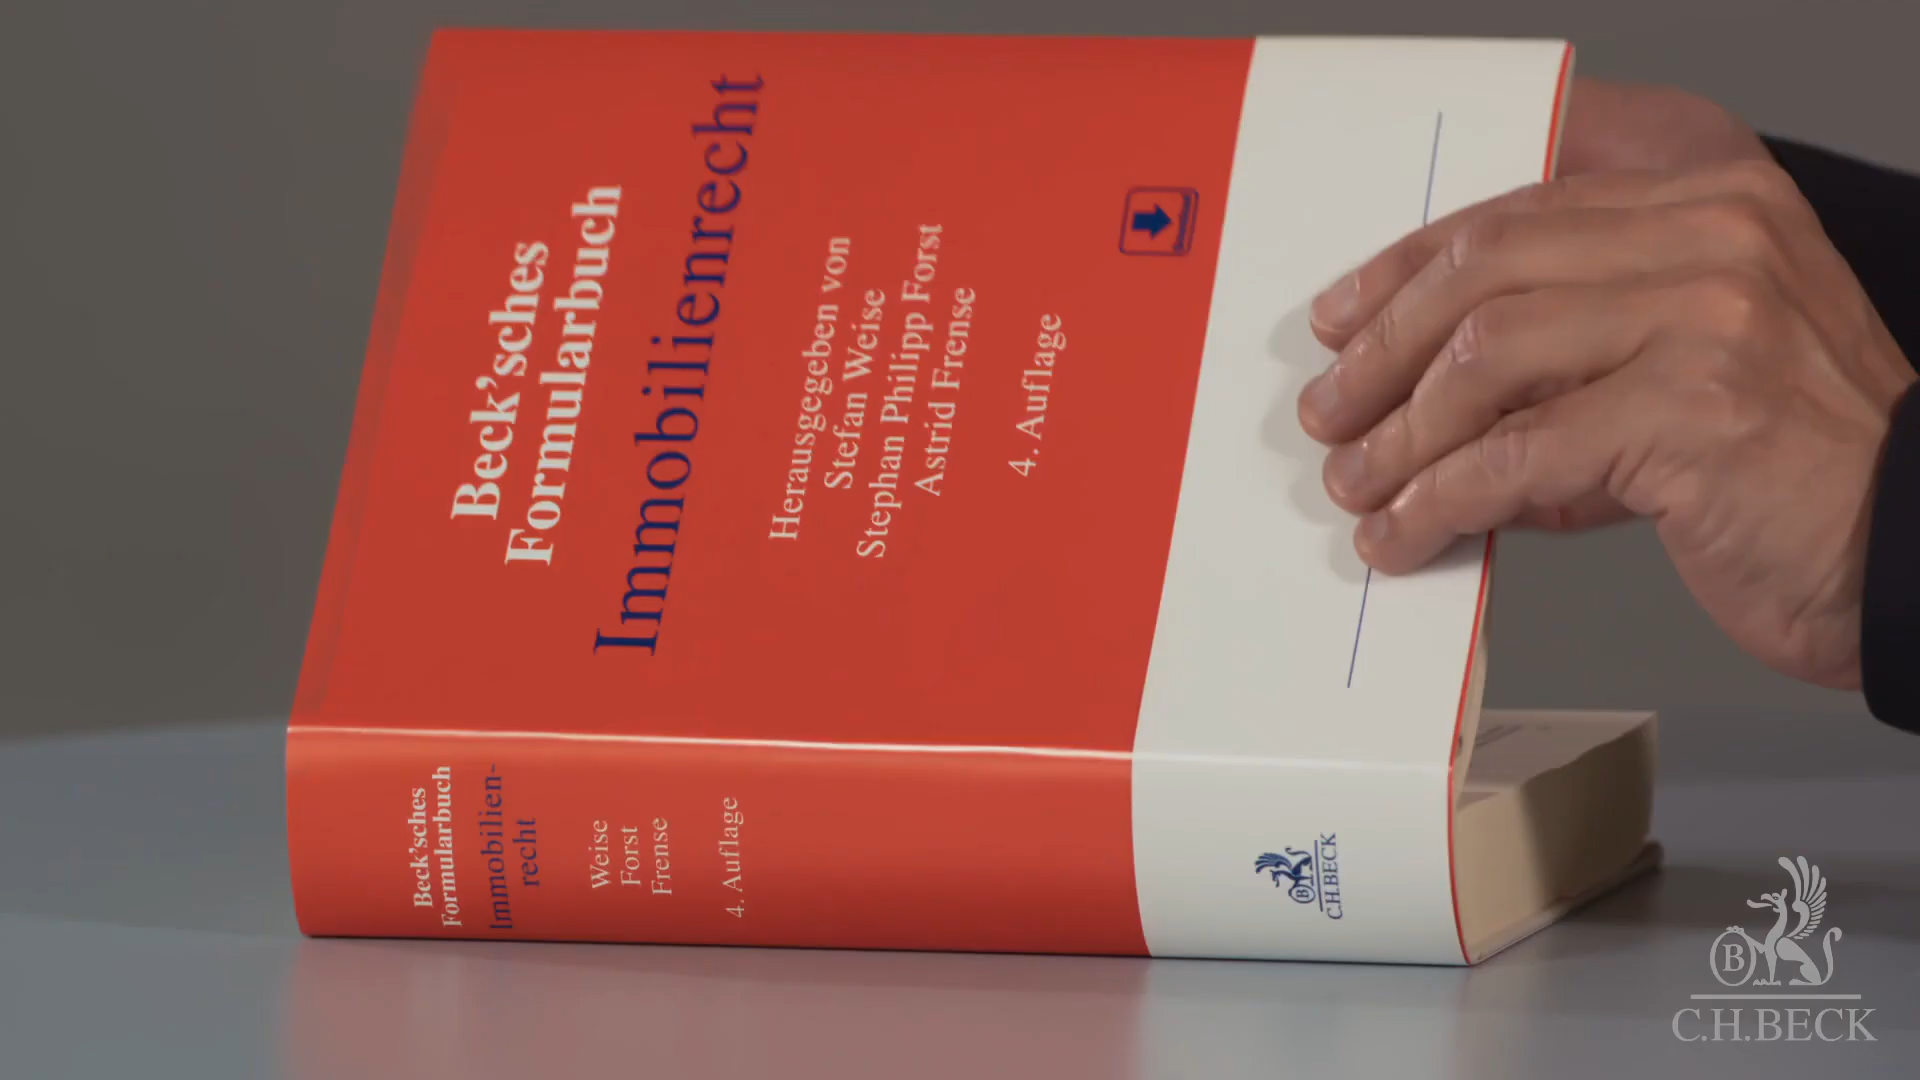 Beck'sches
Formularbuch
Immobilienrecht
Herausgegeben von
Stefan Weise
Stephan Philipp Forst
Astrid Frense
4. Auflage
Beck'sches
Formularbuch
Immobilien-
recht
Weise
Forst
Frense
4. Auflage
B
C.H.BECK
B
C.H.BECK